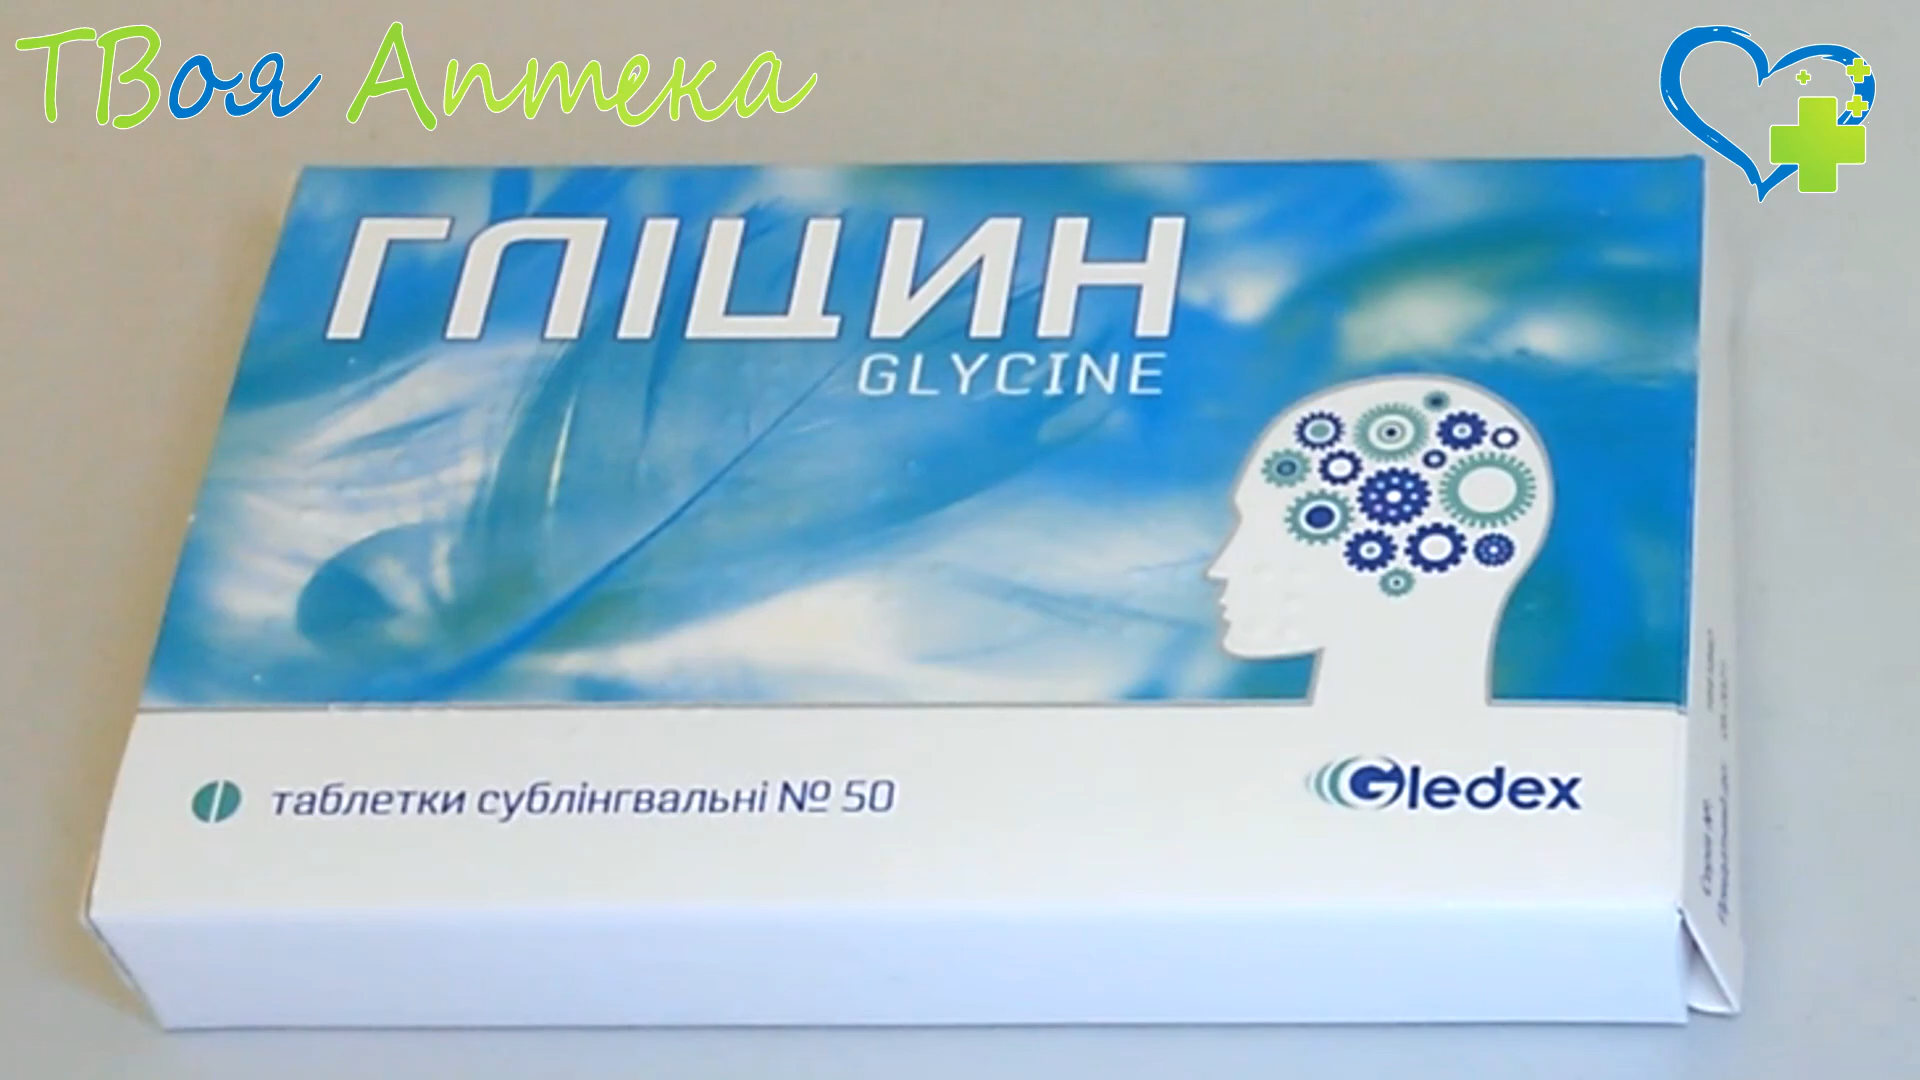 ТВоя Аптека
ГЛІЦИН
GLYCINE
таблетки сублінгвальні № 50
Gledex